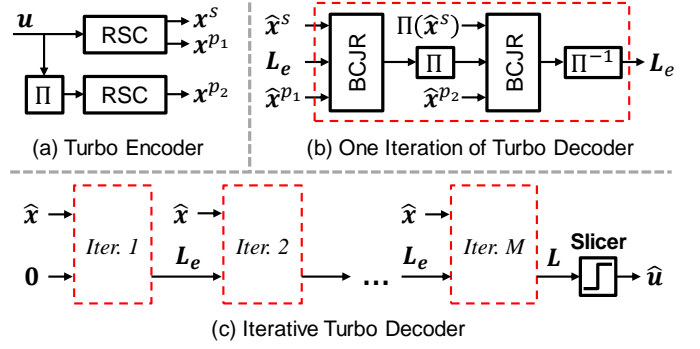 u
RSC
x^s
x^{p_1}
Π
RSC
x^{p_2}
(a) Turbo Encoder
x̂^s
L_e
x̂^{p_1}
BCJR
Π(x̂^s)
Π
x̂^{p_2}
BCJR
Π^{-1}
L_e
(b) One Iteration of Turbo Decoder
x̂
0
Iter. 1
L_e
x̂
Iter. 2
...
x̂
L_e
Iter. M
L
Slicer
û
(c) Iterative Turbo Decoder